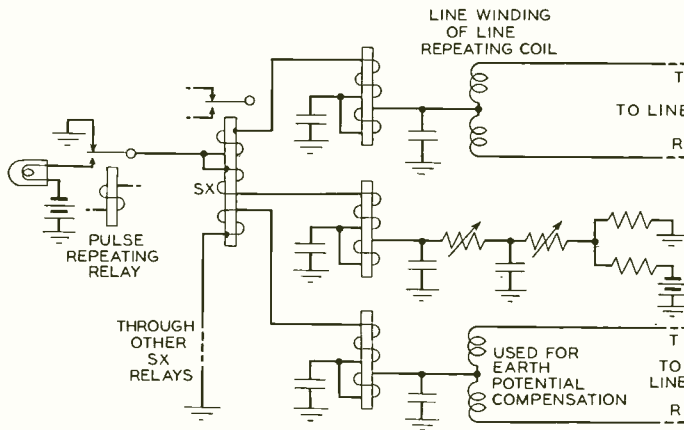 LINE WINDING
OF LINE
REPEATING COIL
T
TO LINE
R
SX
PULSE
REPEATING
RELAY
THROUGH
OTHER
SX
RELAYS
USED FOR
EARTH
POTENTIAL
COMPENSATION
T
TO
LINE
R